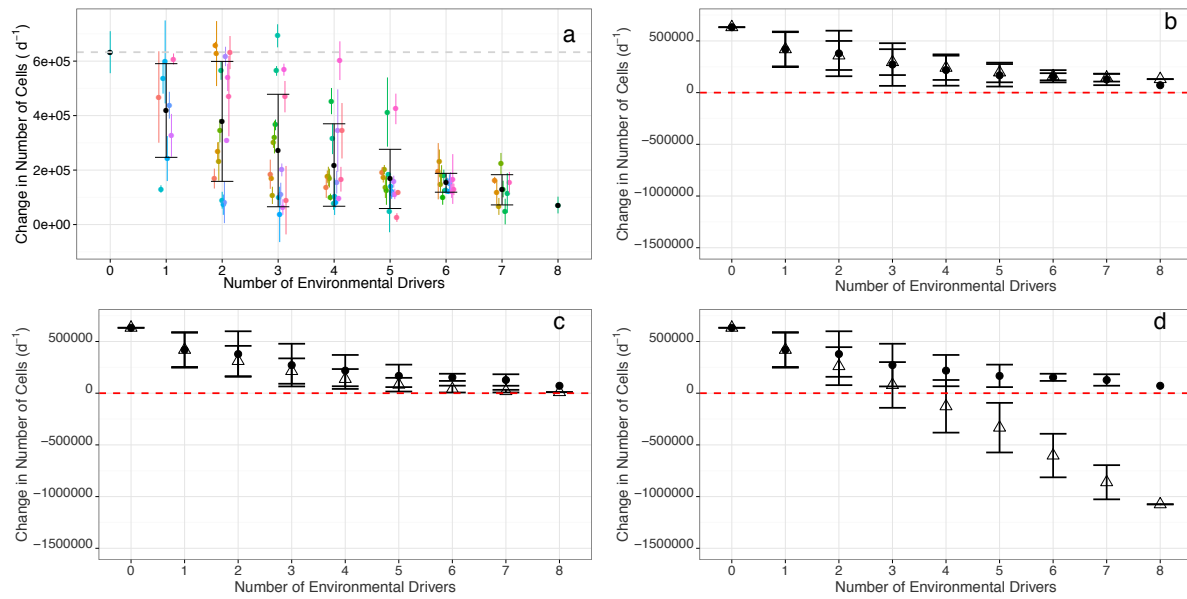 a
Change in Number of Cells ( d⁻¹)
6e+05
4e+05
2e+05
0e+00
0 1 2 3 4 5 6 7 8
Number of Environmental Drivers
b
Change in Number of Cells (d⁻¹)
500000
0
−500000
−1000000
−1500000
0 1 2 3 4 5 6 7 8
Number of Environmental Drivers
c
Change in Number of Cells (d⁻¹)
500000
0
−500000
−1000000
−1500000
0 1 2 3 4 5 6 7 8
Number of Environmental Drivers
d
Change in Number of Cells (d⁻¹)
500000
0
−500000
−1000000
−1500000
0 1 2 3 4 5 6 7 8
Number of Environmental Drivers